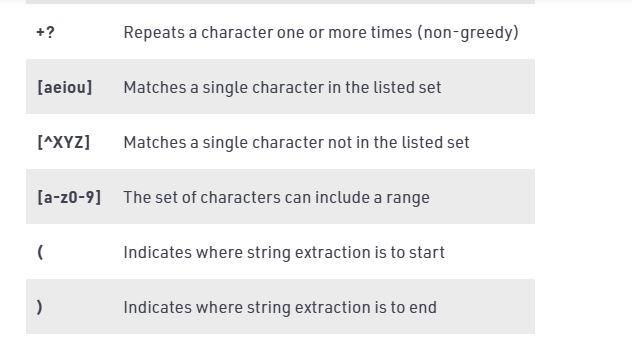 +? Repeats a character one or more times (non-greedy)
[aeiou] Matches a single character in the listed set
[^XYZ] Matches a single character not in the listed set
[a-z0-9] The set of characters can include a range
( Indicates where string extraction is to start
) Indicates where string extraction is to end